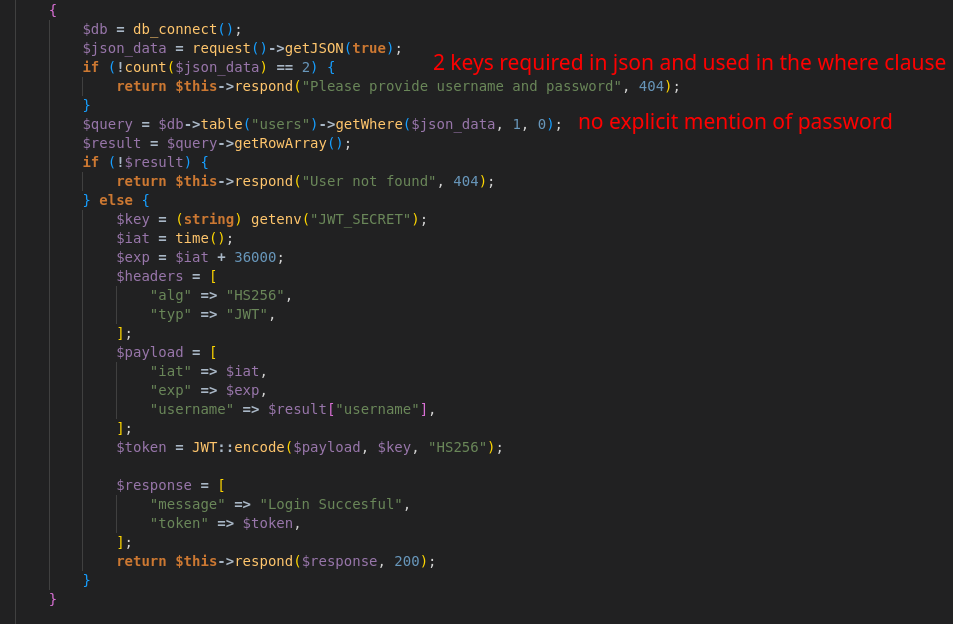 {
$db = db_connect();
$json_data = request()->getJSON(true);
if (!count($json_data) == 2) {
2 keys required in json and used in the where clause
return $this->respond("Please provide username and password", 404);
}
$query = $db->table("users")->getWhere($json_data, 1, 0);
no explicit mention of password
$result = $query->getRowArray();
if (!$result) {
return $this->respond("User not found", 404);
} else {
$key = (string) getenv("JWT_SECRET");
$iat = time();
$exp = $iat + 36000;
$headers = [
"alg" => "HS256",
"typ" => "JWT",
];
$payload = [
"iat" => $iat,
"exp" => $exp,
"username" => $result["username"],
];
$token = JWT::encode($payload, $key, "HS256");
$response = [
"message" => "Login Succesful",
"token" => $token,
];
return $this->respond($response, 200);
}
}